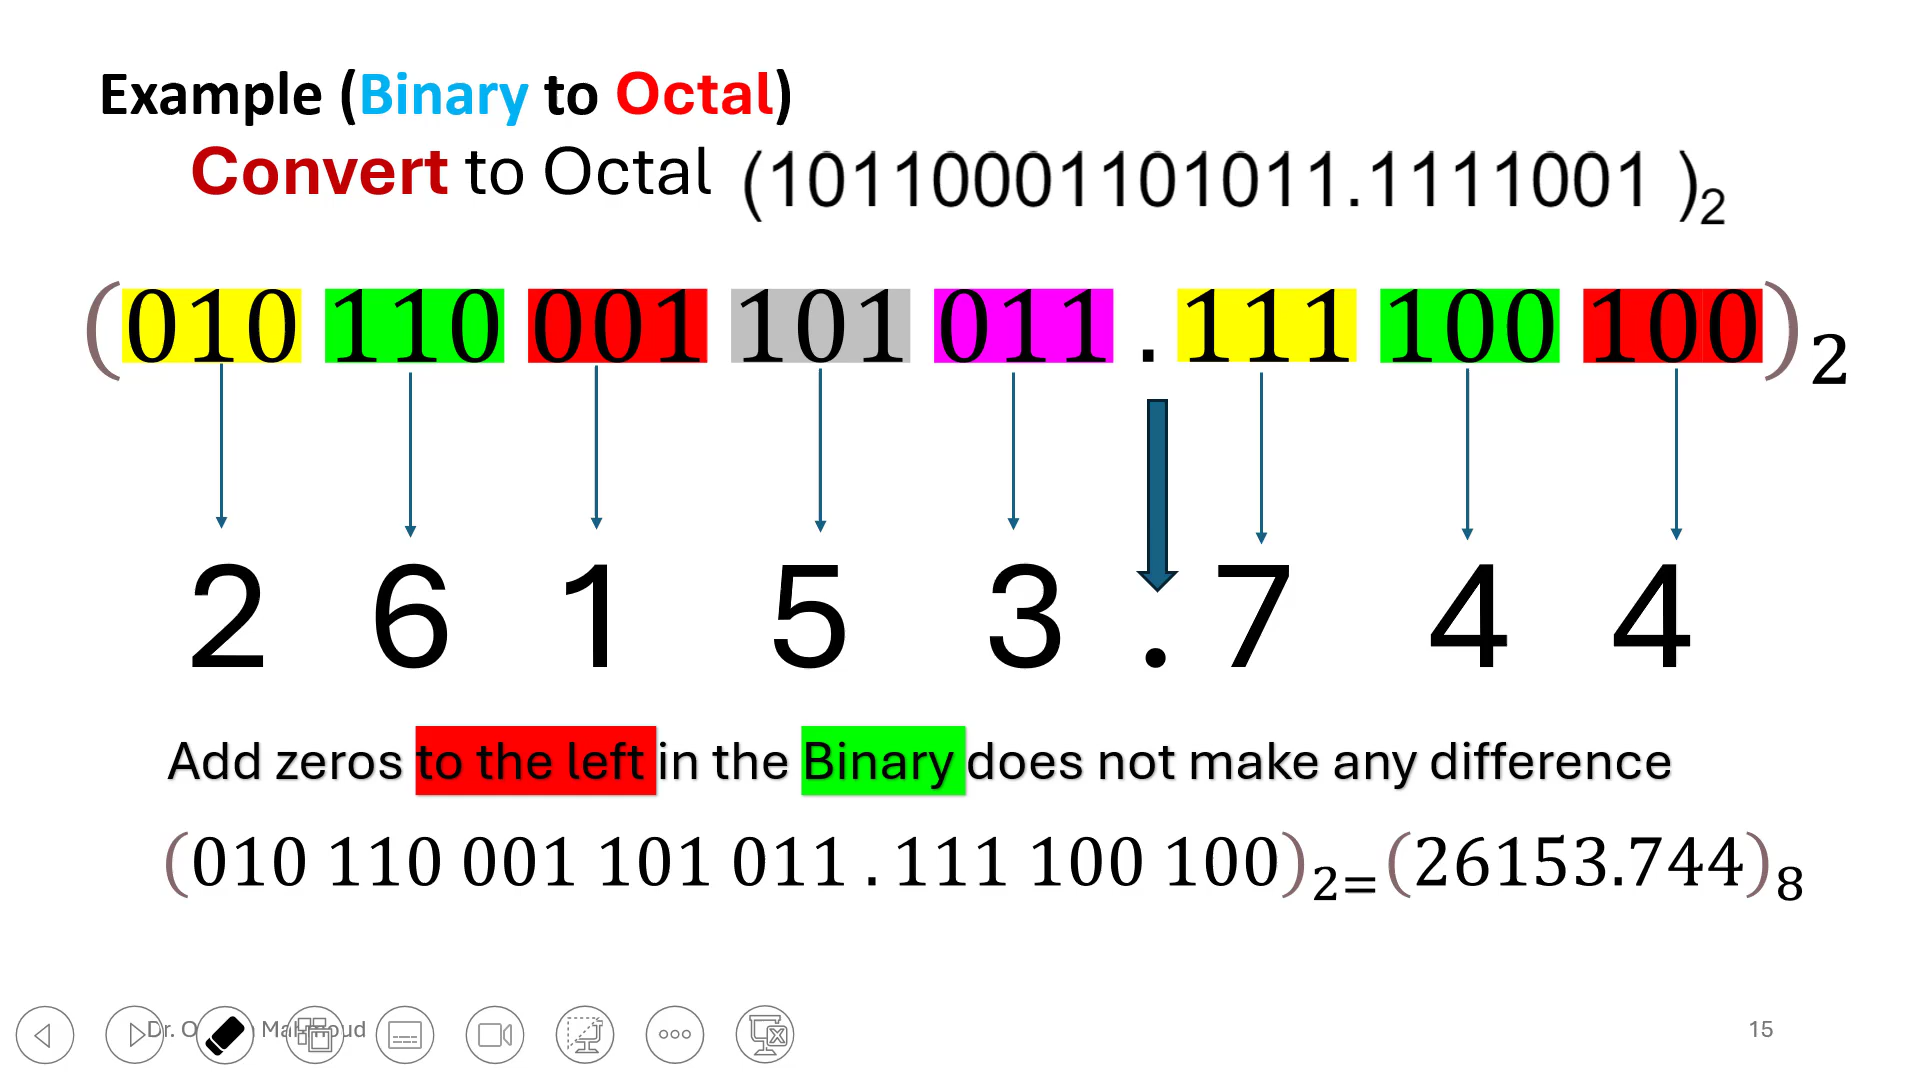 Example (Binary to Octal)
Convert to Octal (10110001101011.1111001 )2
(010 110 001 101 011 . 111 100 100)2
2 6 1 5 3 . 7 4 4
Add zeros to the left in the Binary does not make any difference
(010 110 001 101 011 . 111 100 100)2=(26153.744)8
Dr.
15